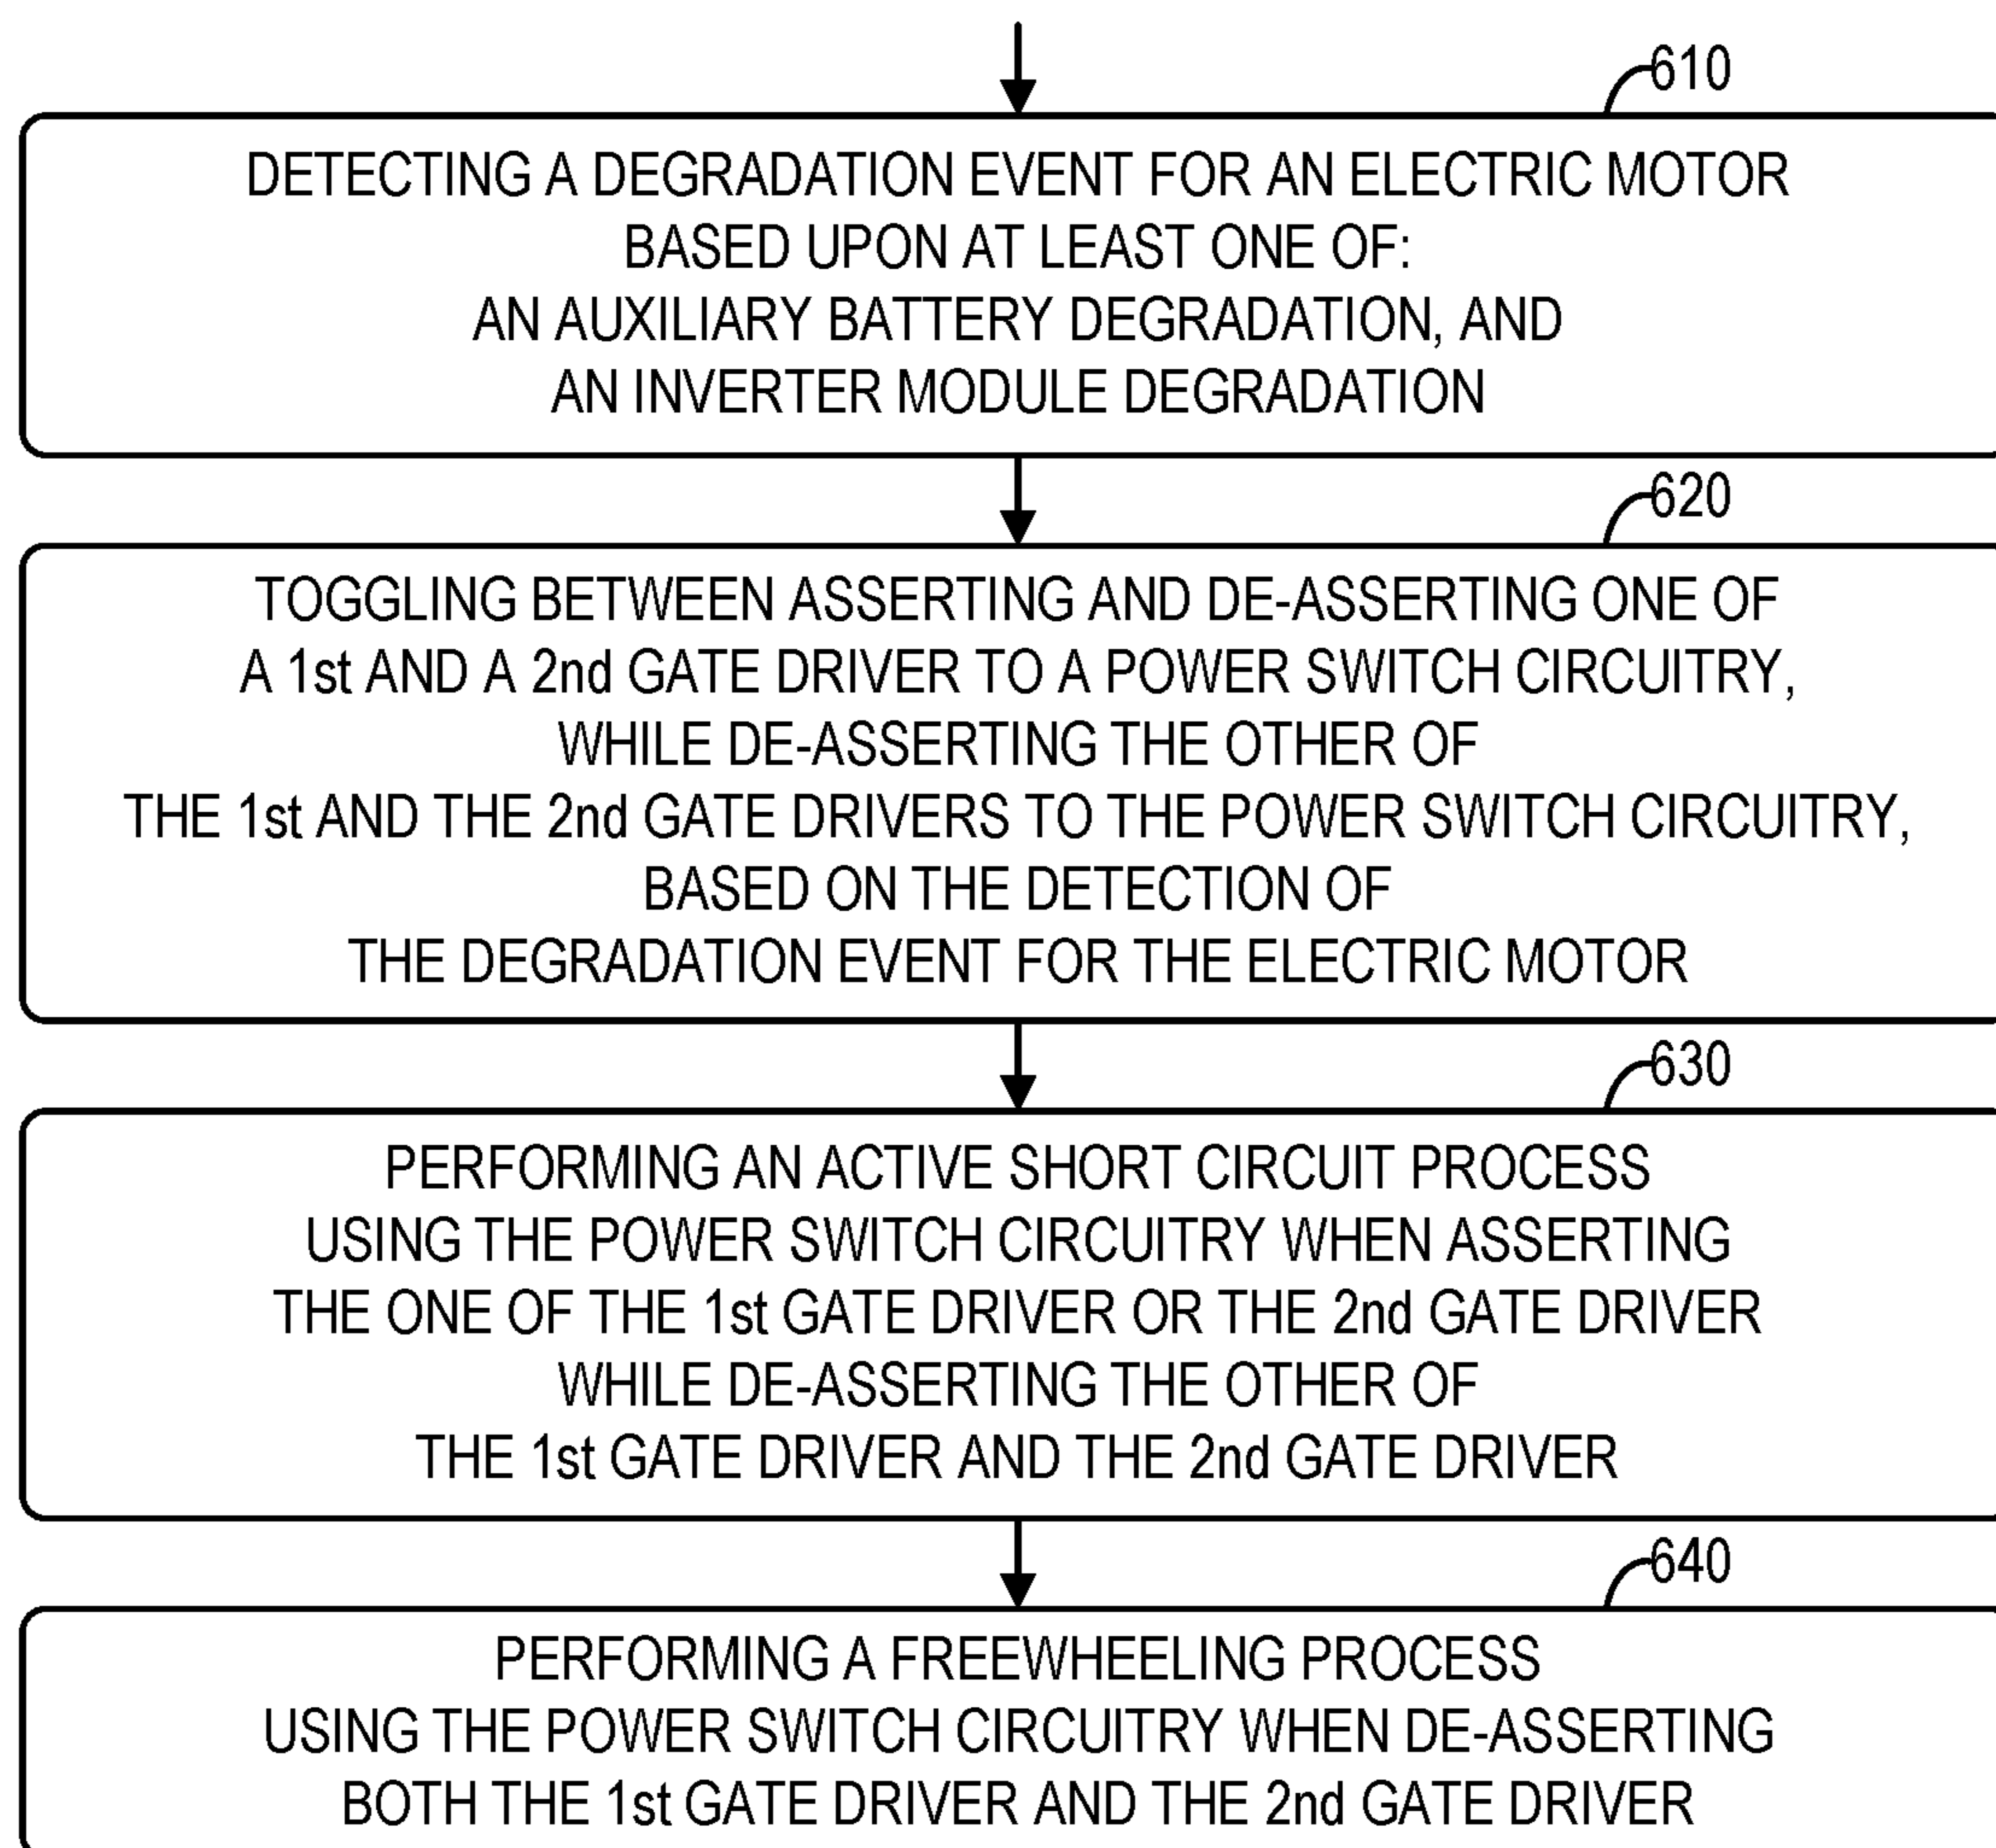 610
DETECTING A DEGRADATION EVENT FOR AN ELECTRIC MOTOR
BASED UPON AT LEAST ONE OF:
AN AUXILIARY BATTERY DEGRADATION, AND
AN INVERTER MODULE DEGRADATION
620
TOGGLING BETWEEN ASSERTING AND DE-ASSERTING ONE OF
A 1st AND A 2nd GATE DRIVER TO A POWER SWITCH CIRCUITRY,
WHILE DE-ASSERTING THE OTHER OF
THE 1st AND THE 2nd GATE DRIVERS TO THE POWER SWITCH CIRCUITRY,
BASED ON THE DETECTION OF
THE DEGRADATION EVENT FOR THE ELECTRIC MOTOR
630
PERFORMING AN ACTIVE SHORT CIRCUIT PROCESS
USING THE POWER SWITCH CIRCUITRY WHEN ASSERTING
THE ONE OF THE 1st GATE DRIVER OR THE 2nd GATE DRIVER
WHILE DE-ASSERTING THE OTHER OF
THE 1st GATE DRIVER AND THE 2nd GATE DRIVER
640
PERFORMING A FREEWHEELING PROCESS
USING THE POWER SWITCH CIRCUITRY WHEN DE-ASSERTING
BOTH THE 1st GATE DRIVER AND THE 2nd GATE DRIVER